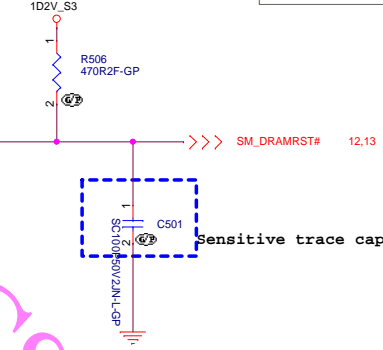 1D2V_S3
1
R506
470R2F-GP
2
G/P
SM_DRAMRST# 12,13
1
C501
SC100P50V2JN-L-GP
2
G/P
Sensitive trace cap